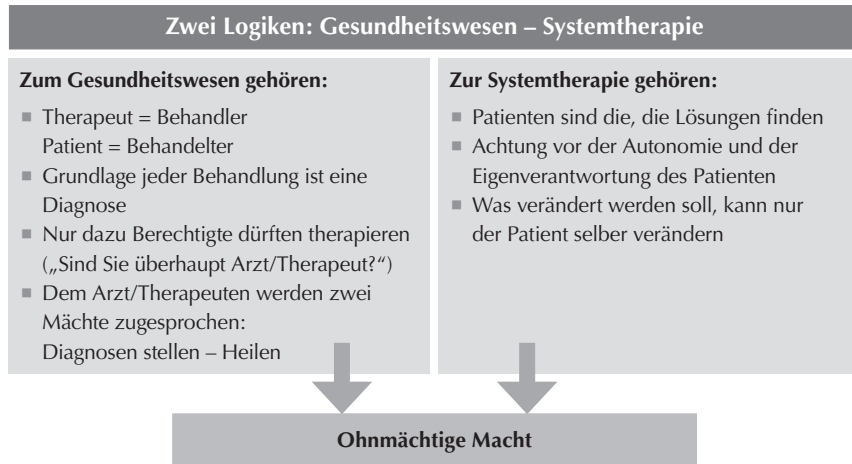 Zwei Logiken: Gesundheitswesen – Systemtherapie
Zum Gesundheitswesen gehören:
Therapeut = Behandler
Patient = Behandelter
Grundlage jeder Behandlung ist eine
Diagnose
Nur dazu Berechtigte dürften therapieren
(„Sind Sie überhaupt Arzt/Therapeut?“)
Dem Arzt/Therapeuten werden zwei
Mächte zugesprochen:
Diagnosen stellen – Heilen
Zur Systemtherapie gehören:
Patienten sind die, die Lösungen finden
Achtung vor der Autonomie und der
Eigenverantwortung des Patienten
Was verändert werden soll, kann nur
der Patient selber verändern
Ohnmächtige Macht